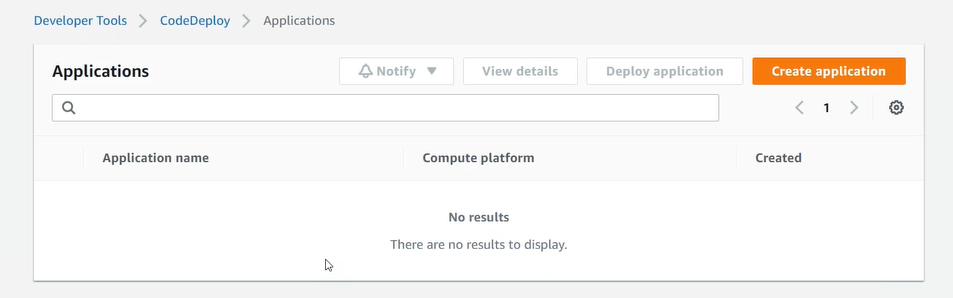 Developer Tools > CodeDeploy > Applications
Applications
Notify View details Deploy application Create application
1
Application name Compute platform Created
No results
There are no results to display.